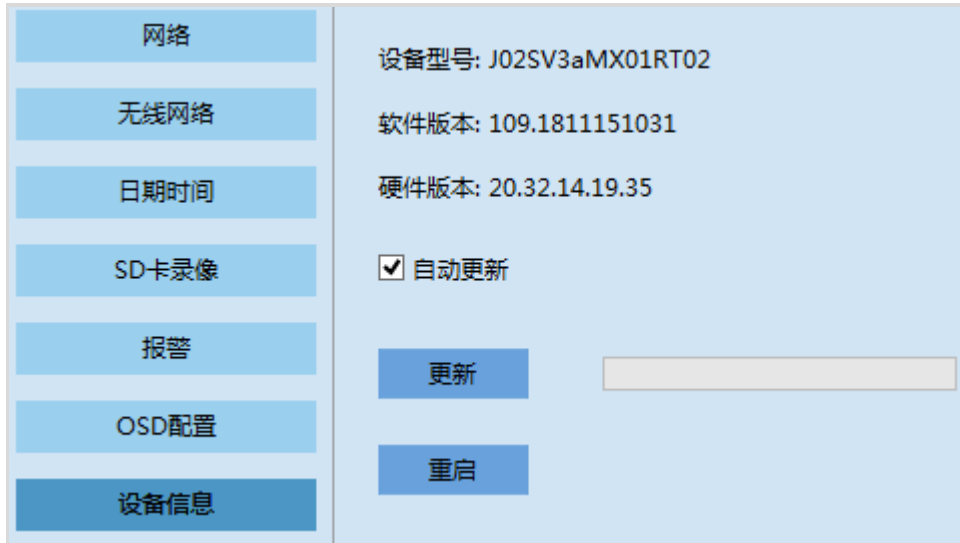 网络
无线网络
日期时间
SD卡录像
报警
OSD配置
设备信息
设备型号: J02SV3aMX01RT02
软件版本: 109.1811151031
硬件版本: 20.32.14.19.35
自动更新
更新
重启